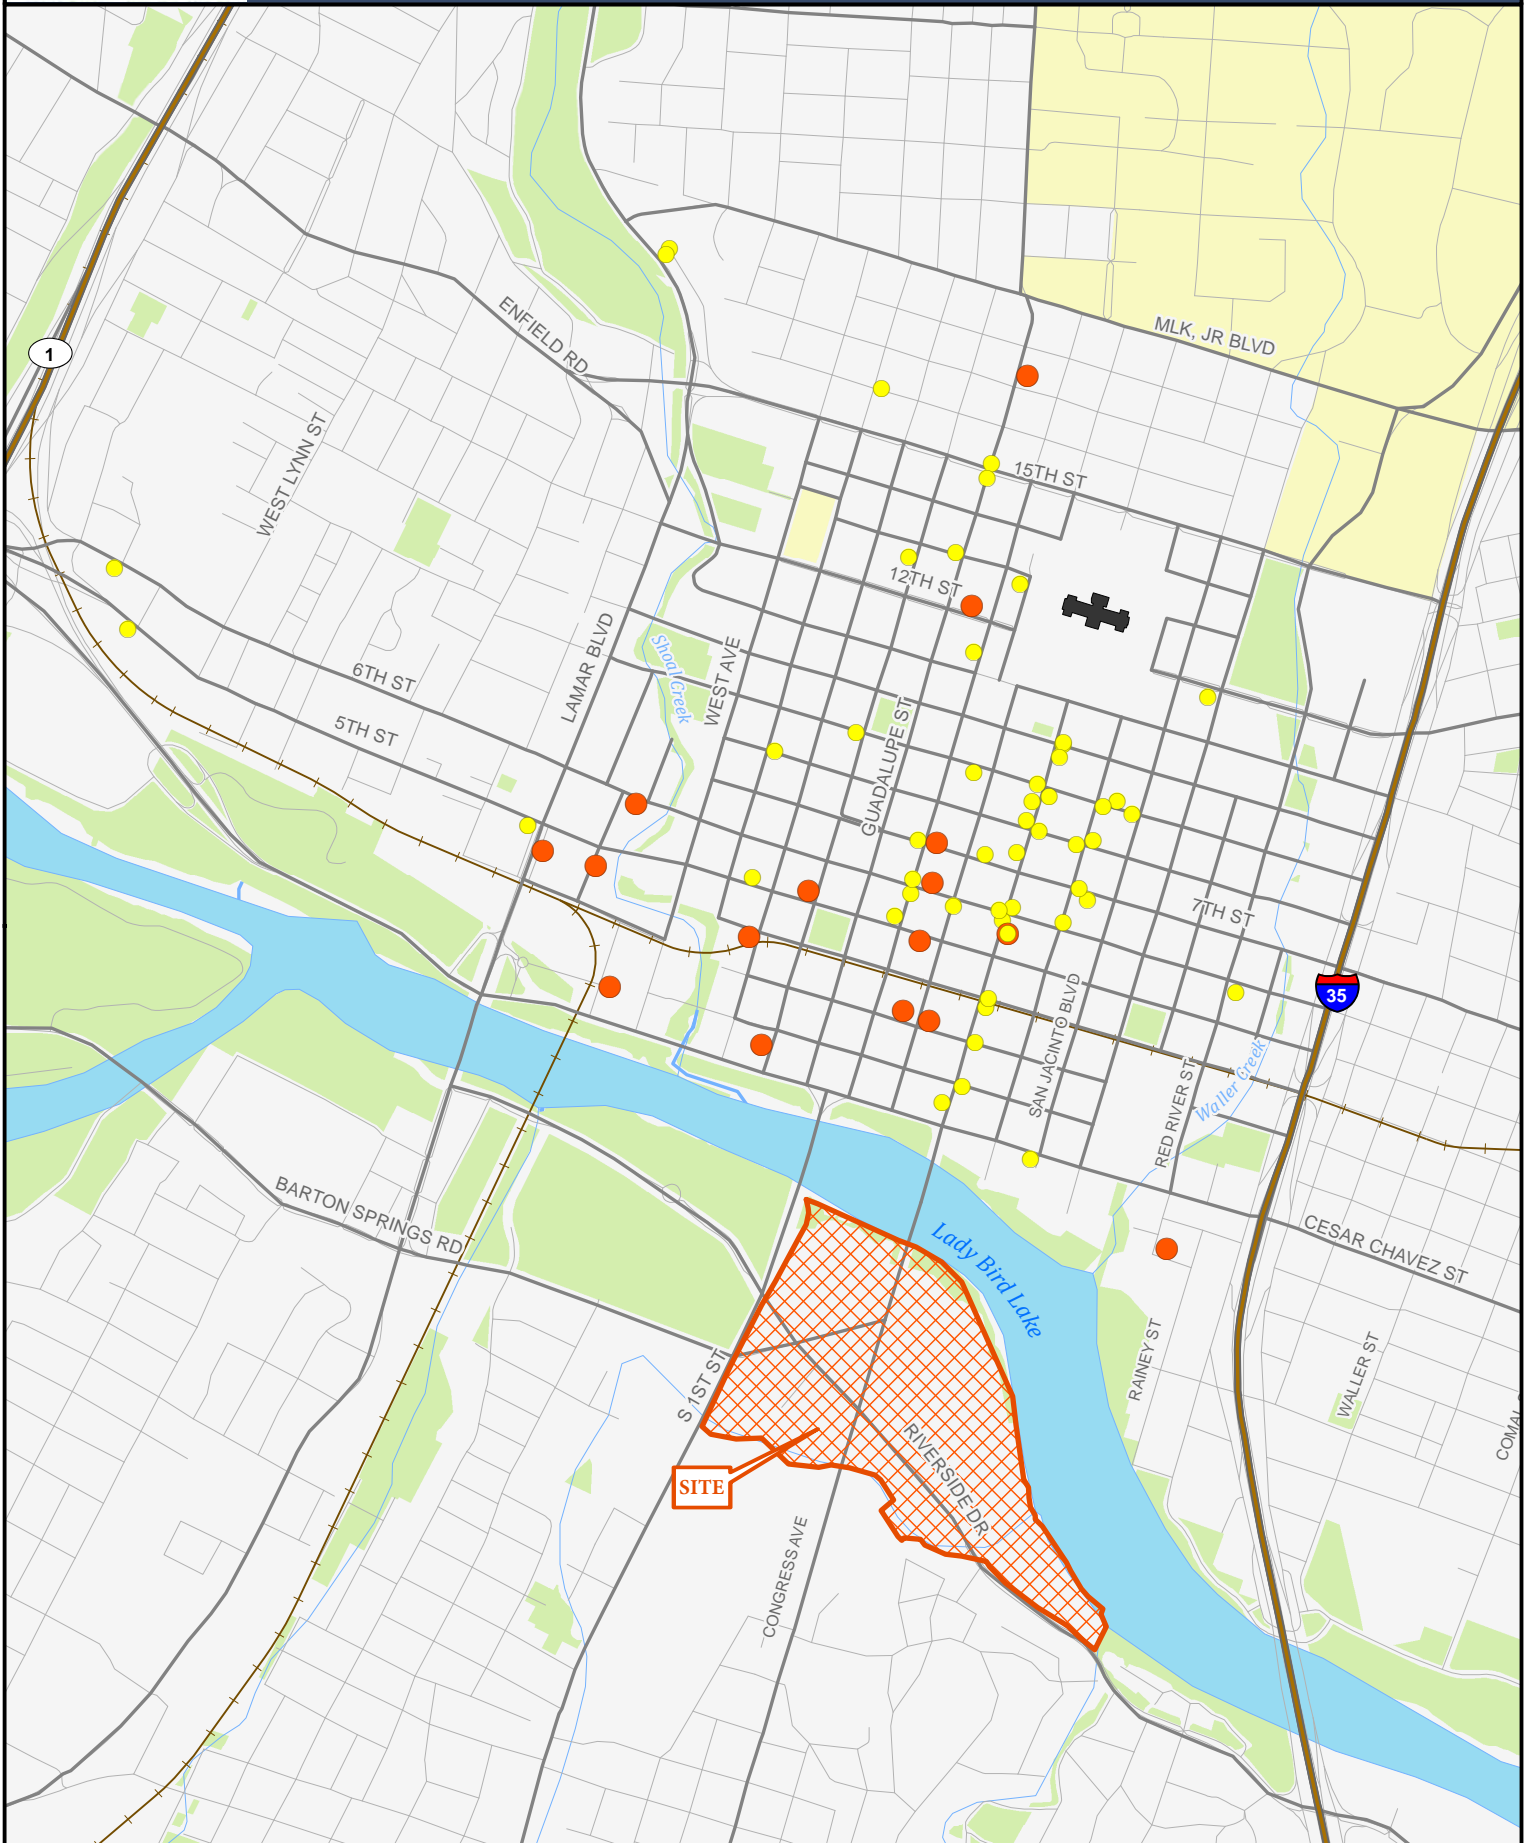 MLK, JR BLVD
ENFIELD RD
1
WEST LYNN ST
15TH ST
12TH ST
LAMAR BLVD
Shoal Creek
WEST AVE
6TH ST
5TH ST
GUADALUPE ST
7TH ST
35
SAN JACINTO BLVD
RED RIVER ST
Waller Creek
BARTON SPRINGS RD
CESAR CHAVEZ ST
Lady Bird Lake
RAINEY ST
WALLER ST
S 1ST ST
COMAL
RIVERSIDE DR
SITE
CONGRESS AVE